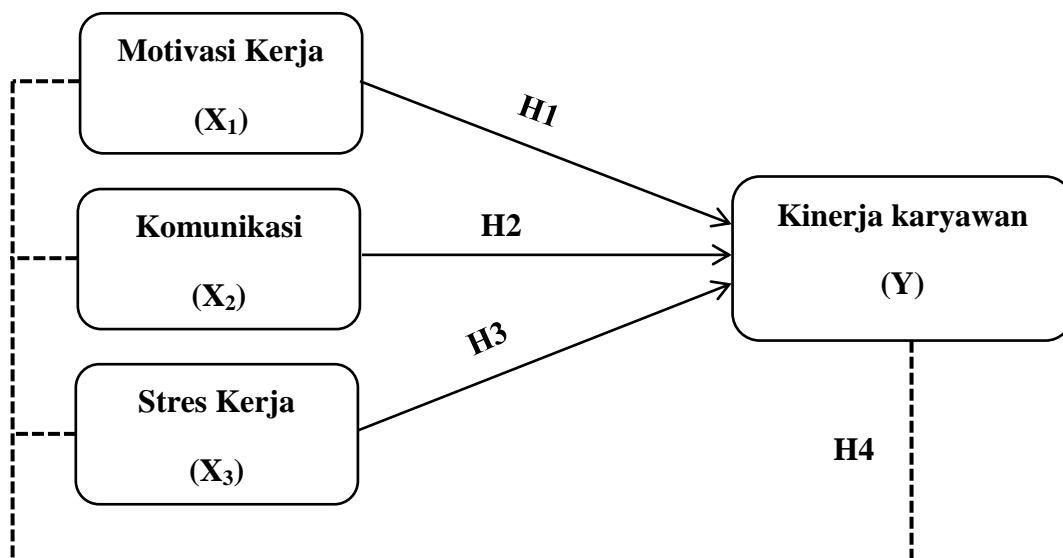 Motivasi Kerja
(X₁)
H1
Komunikasi
(X₂)
H2
Kinerja karyawan
(Y)
H3
Stres Kerja
(X₃)
H4